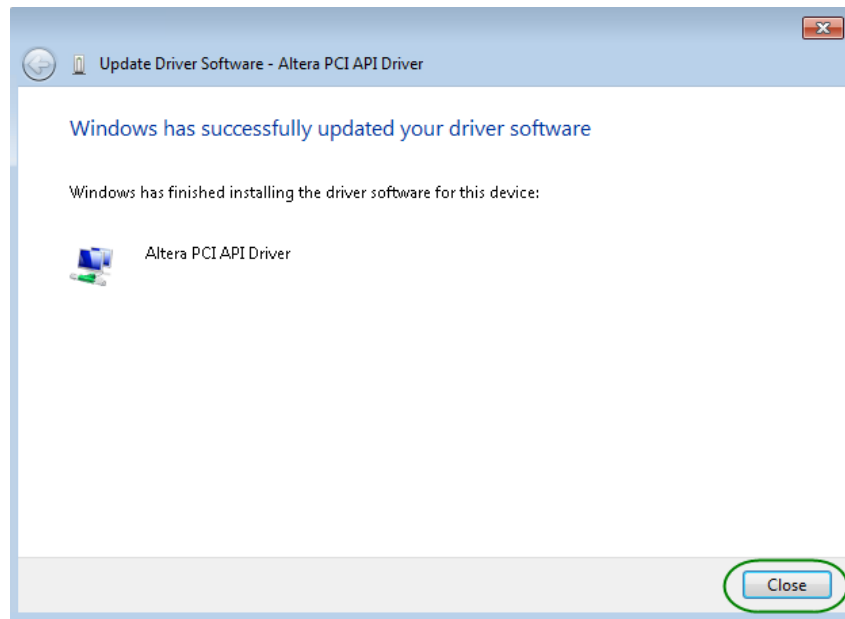 Update Driver Software - Altera PCI API Driver
Windows has successfully updated your driver software
Windows has finished installing the driver software for this device:
Altera PCI API Driver
Close